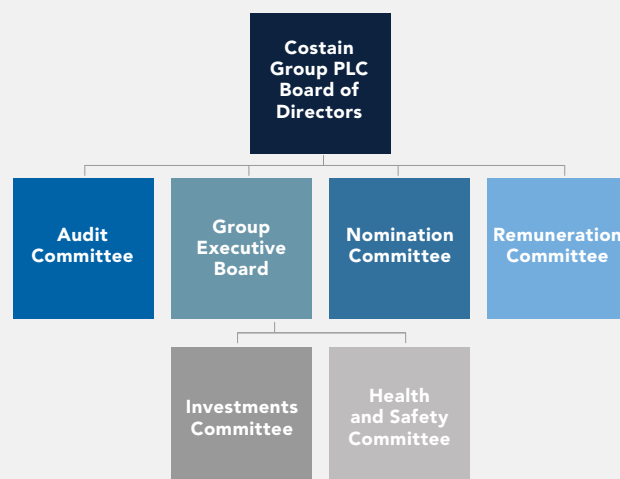 Costain
Group PLC
Board of
Directors
Audit
Committee
Group
Executive
Board
Nomination
Committee
Remuneration
Committee
Investments
Committee
Health
and Safety
Committee